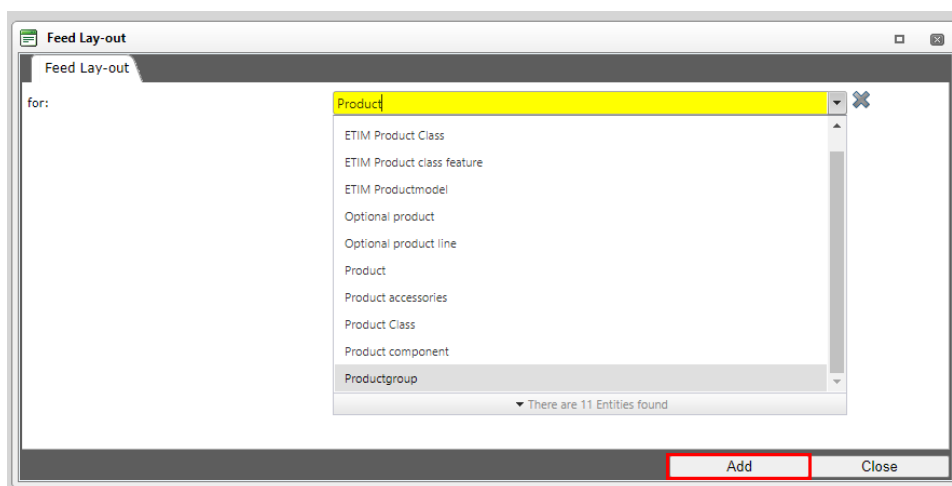 Feed Lay-out
Feed Lay-out
for:
Product
ETIM Product Class
ETIM Product class feature
ETIM Productmodel
Optional product
Optional product line
Product
Product accessories
Product Class
Product component
Productgroup
There are 11 Entities found
Add
Close